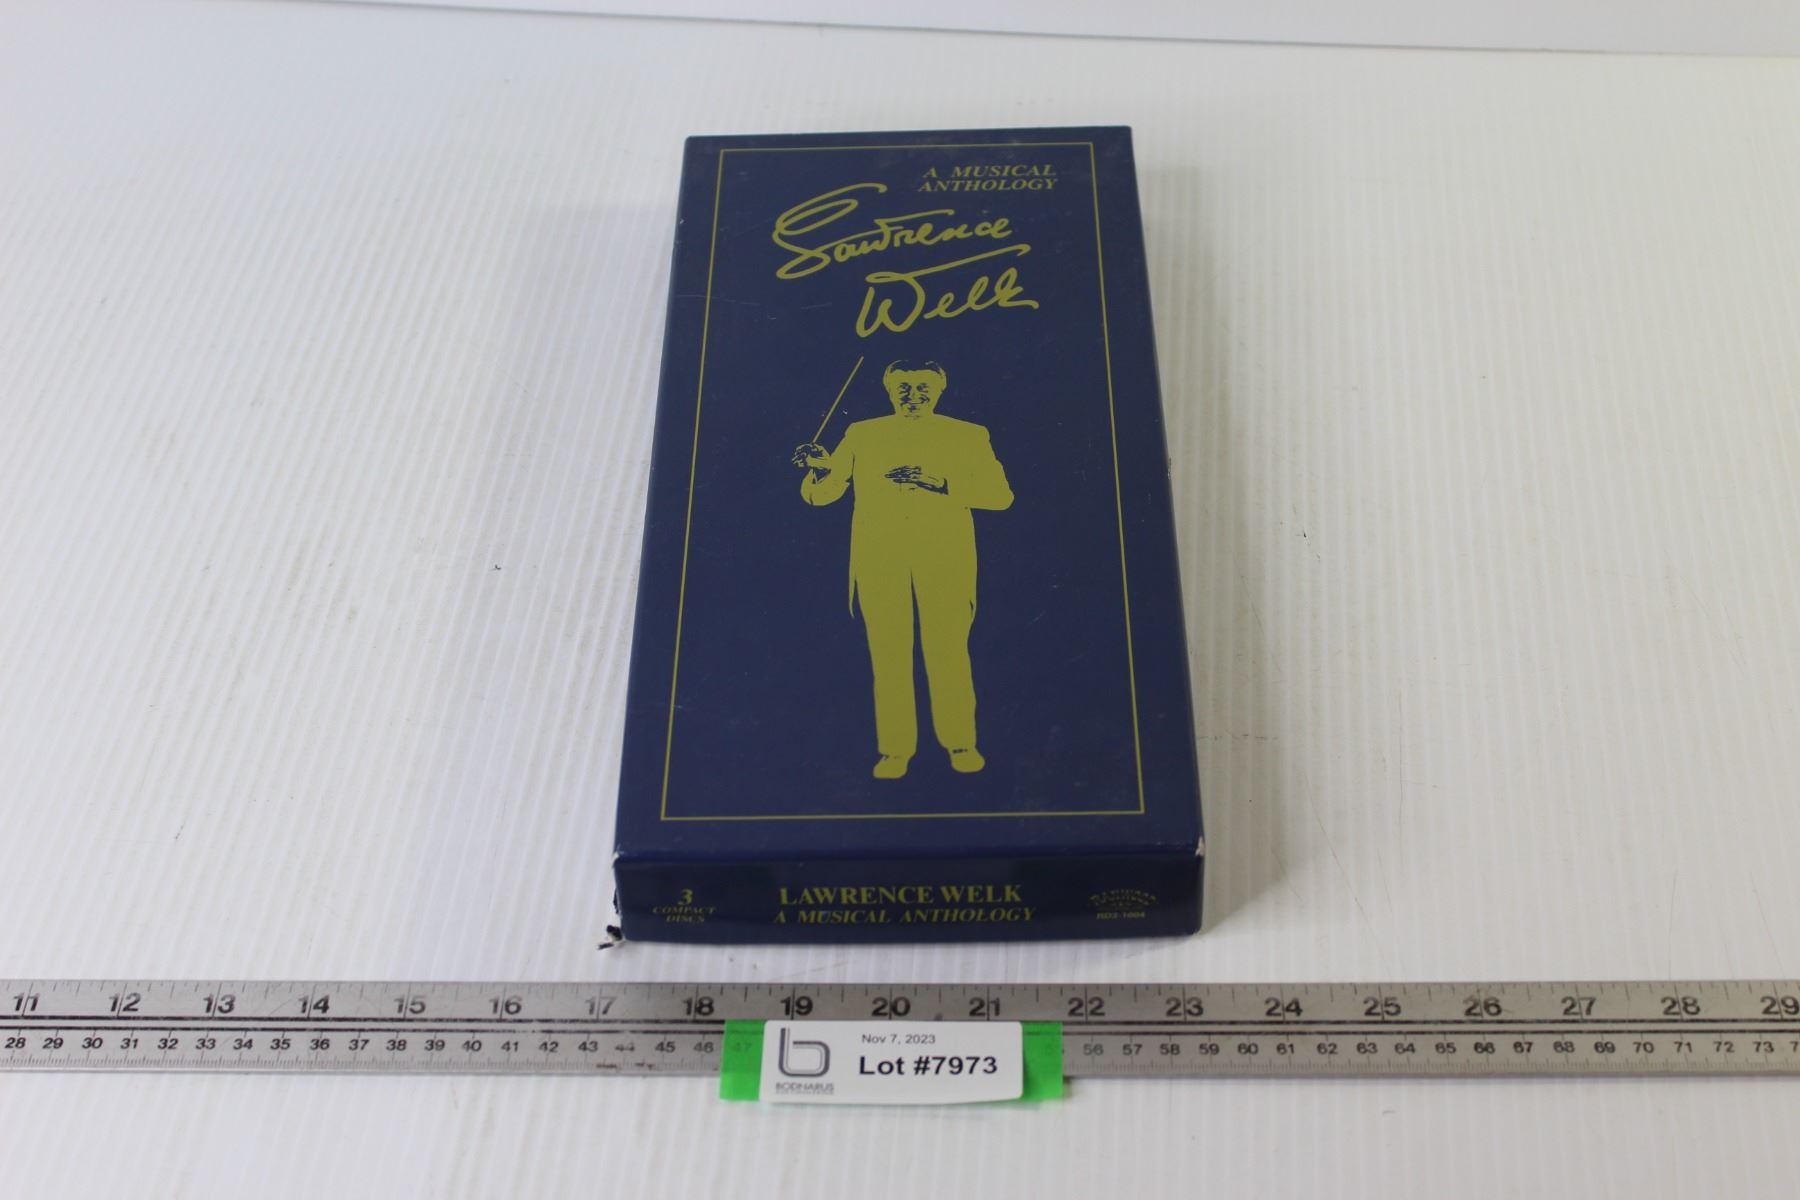 A MUSICAL
ANTHOLOGY
Lawrence
Welk
3
COMPACT
DISCS
LAWRENCE WELK
A MUSICAL ANTHOLOGY
11 12 13 14 15 16 17 18 19 20 21 22 23 24 25 26 27 28 29
28 29 30 31 32 33 34 35 36 37 38 39 40 41 42 43 44 45 46 47 56 57 58 59 60 61 62 63 64 65 66 67 68 69 70 71 72 73
Nov 7, 2023
Lot #7973
BODNARUS